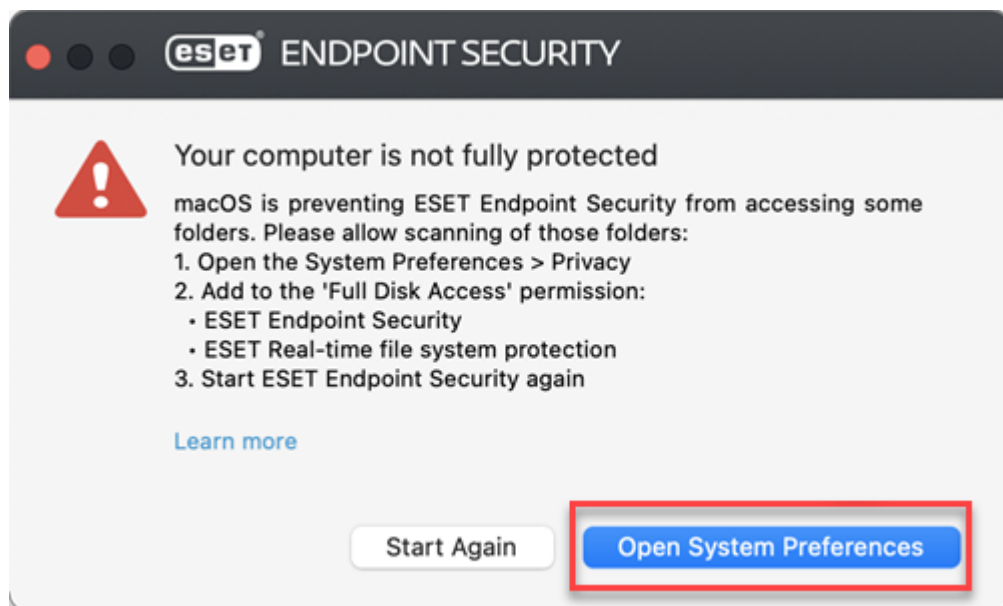 eseT® ENDPOINT SECURITY
Your computer is not fully protected
macOS is preventing ESET Endpoint Security from accessing some
folders. Please allow scanning of those folders:
1. Open the System Preferences > Privacy
2. Add to the 'Full Disk Access' permission:
• ESET Endpoint Security
• ESET Real-time file system protection
3. Start ESET Endpoint Security again
Learn more
Start Again
Open System Preferences